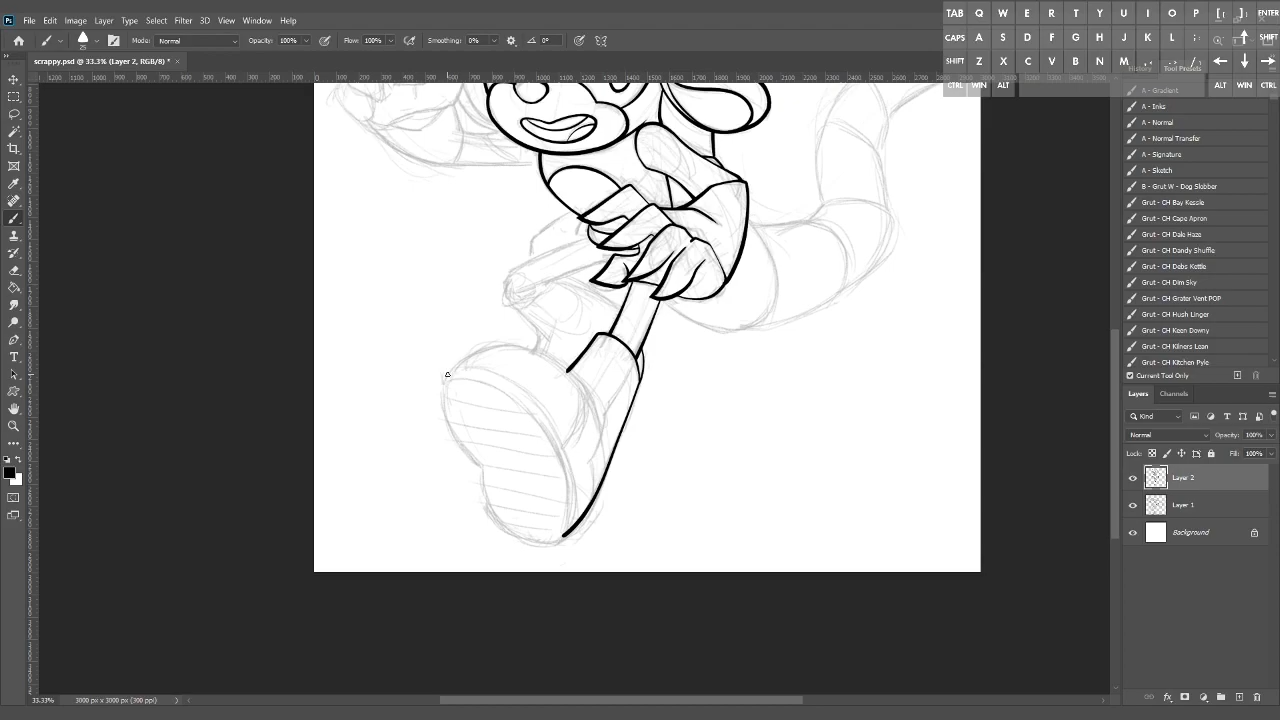 File Edit Image Layer Type Select Filter 3D View Window Help
TAB Q W E R T Y U I O P [ ] ENTER
CAPS A S D F G H J K L ; SHIFT
SHIFT Z X C V B N M , . /
CTRL WIN ALT ALT WIN CTRL
25 Mode: Normal Opacity: 100% Flow: 100% Smoothing: 0% 0°
scrappy.psd @ 33.3% (Layer 2, RGB/8) *
History Tool Presets
A - Gradient
A - Inks
A - Normal
A - Normal Transfer
A - Signature
A - Sketch
B - Grut W - Dog Slobber
Grut - CH Bay Kessle
Grut - CH Cape Apron
Grut - CH Dale Haze
Grut - CH Dandy Shuffle
Grut - CH Debs Kettle
Grut - CH Dim Sky
Grut - CH Grater Vent POP
Grut - CH Hush Linger
Grut - CH Keen Downy
Grut - CH Kilners Lean
Grut - CH Kitchen Pyle
Current Tool Only
Layers Channels
Kind
Normal Opacity: 100%
Lock: Fill: 100%
Layer 2
Layer 1
Background
33.33% 3000 px x 3000 px (300 ppi)